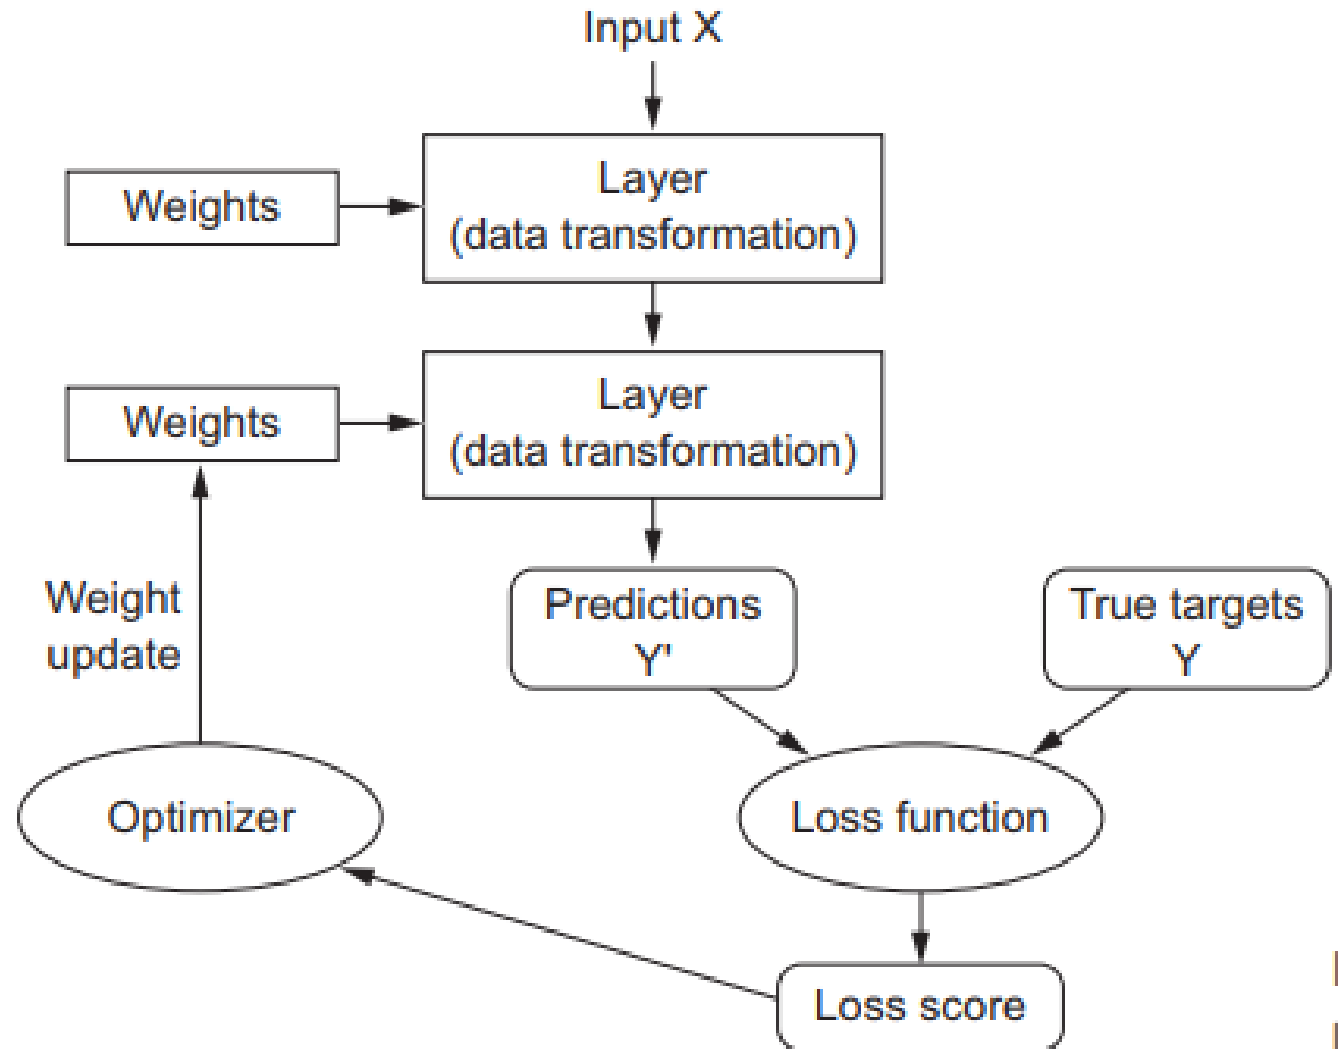 Input X
Weights
Layer
(data transformation)
Weights
Layer
(data transformation)
Weight
update
Predictions
Y'
True targets
Y
Optimizer
Loss function
Loss score